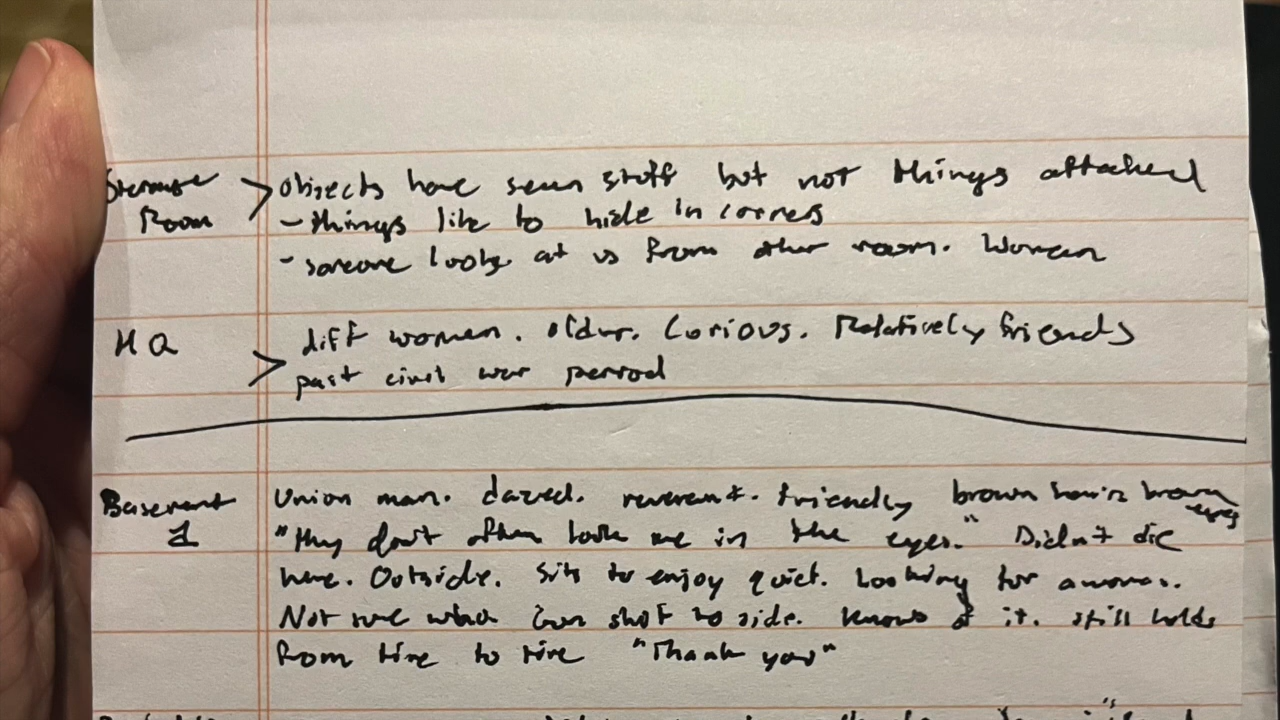 Storage > objects have seen stuff but not things attached
Room - things like to hide in corners
- someone looks at us from other room. Woman
HQ > diff women. older. Curious. Relatively friendly
past civil war period
Basement Union man. dazed. reverent. friendly brown hair brown eyes
1 "they don't often look me in the eyes." Didn't die
here. Outside. Sits to enjoy quiet. Looking for a woman.
Not sure which Gun shot to side. Knows of it. still holds
from time to time "Thank you"